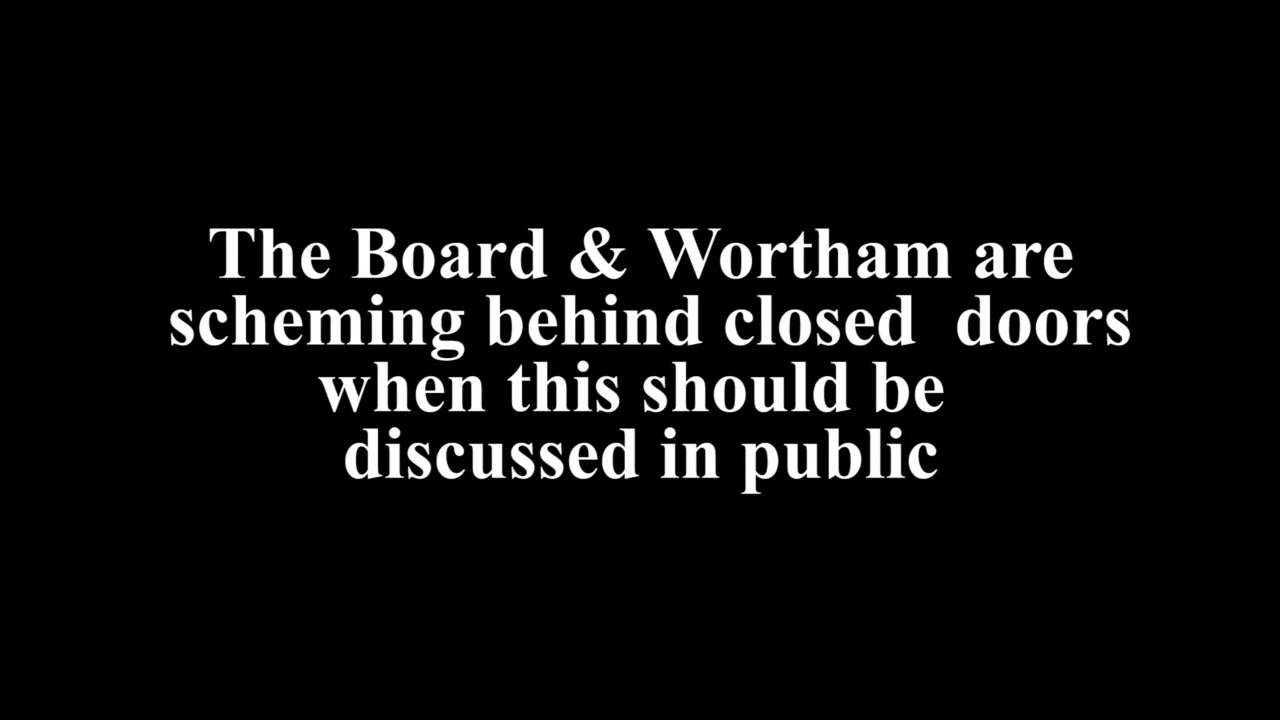 The Board & Wortham are
scheming behind closed  doors
when this should be
discussed in public